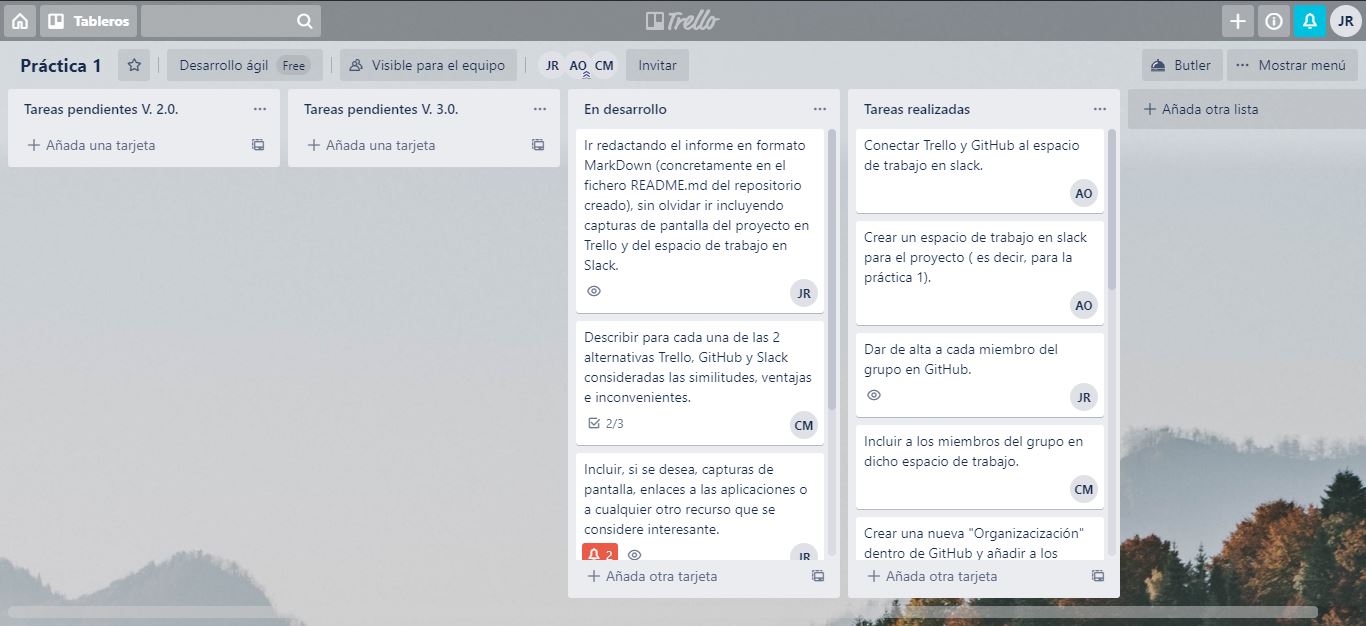 Tableros
Trello
JR
Práctica 1
Desarrollo ágil Free
Visible para el equipo
JR AO CM
Invitar
Butler
Mostrar menú
Tareas pendientes V. 2.0.
Añada una tarjeta
Tareas pendientes V. 3.0.
Añada una tarjeta
En desarrollo
Ir redactando el informe en formato
MarkDown (concretamente en el
fichero README.md del repositorio
creado), sin olvidar ir incluyendo
capturas de pantalla del proyecto en
Trello y del espacio de trabajo en
Slack.
JR
Describir para cada una de las 2
alternativas Trello, GitHub y Slack
consideradas las similitudes, ventajas
e inconvenientes.
2/3
CM
Incluir, si se desea, capturas de
pantalla, enlaces a las aplicaciones o
a cualquier otro recurso que se
considere interesante.
2
JR
Añada otra tarjeta
Tareas realizadas
Conectar Trello y GitHub al espacio
de trabajo en slack.
AO
Crear un espacio de trabajo en slack
para el proyecto ( es decir, para la
práctica 1).
AO
Dar de alta a cada miembro del
grupo en GitHub.
JR
Incluir a los miembros del grupo en
dicho espacio de trabajo.
CM
Crear una nueva "Organizacización"
dentro de GitHub y añadir a los
Añada otra tarjeta
Añada otra lista